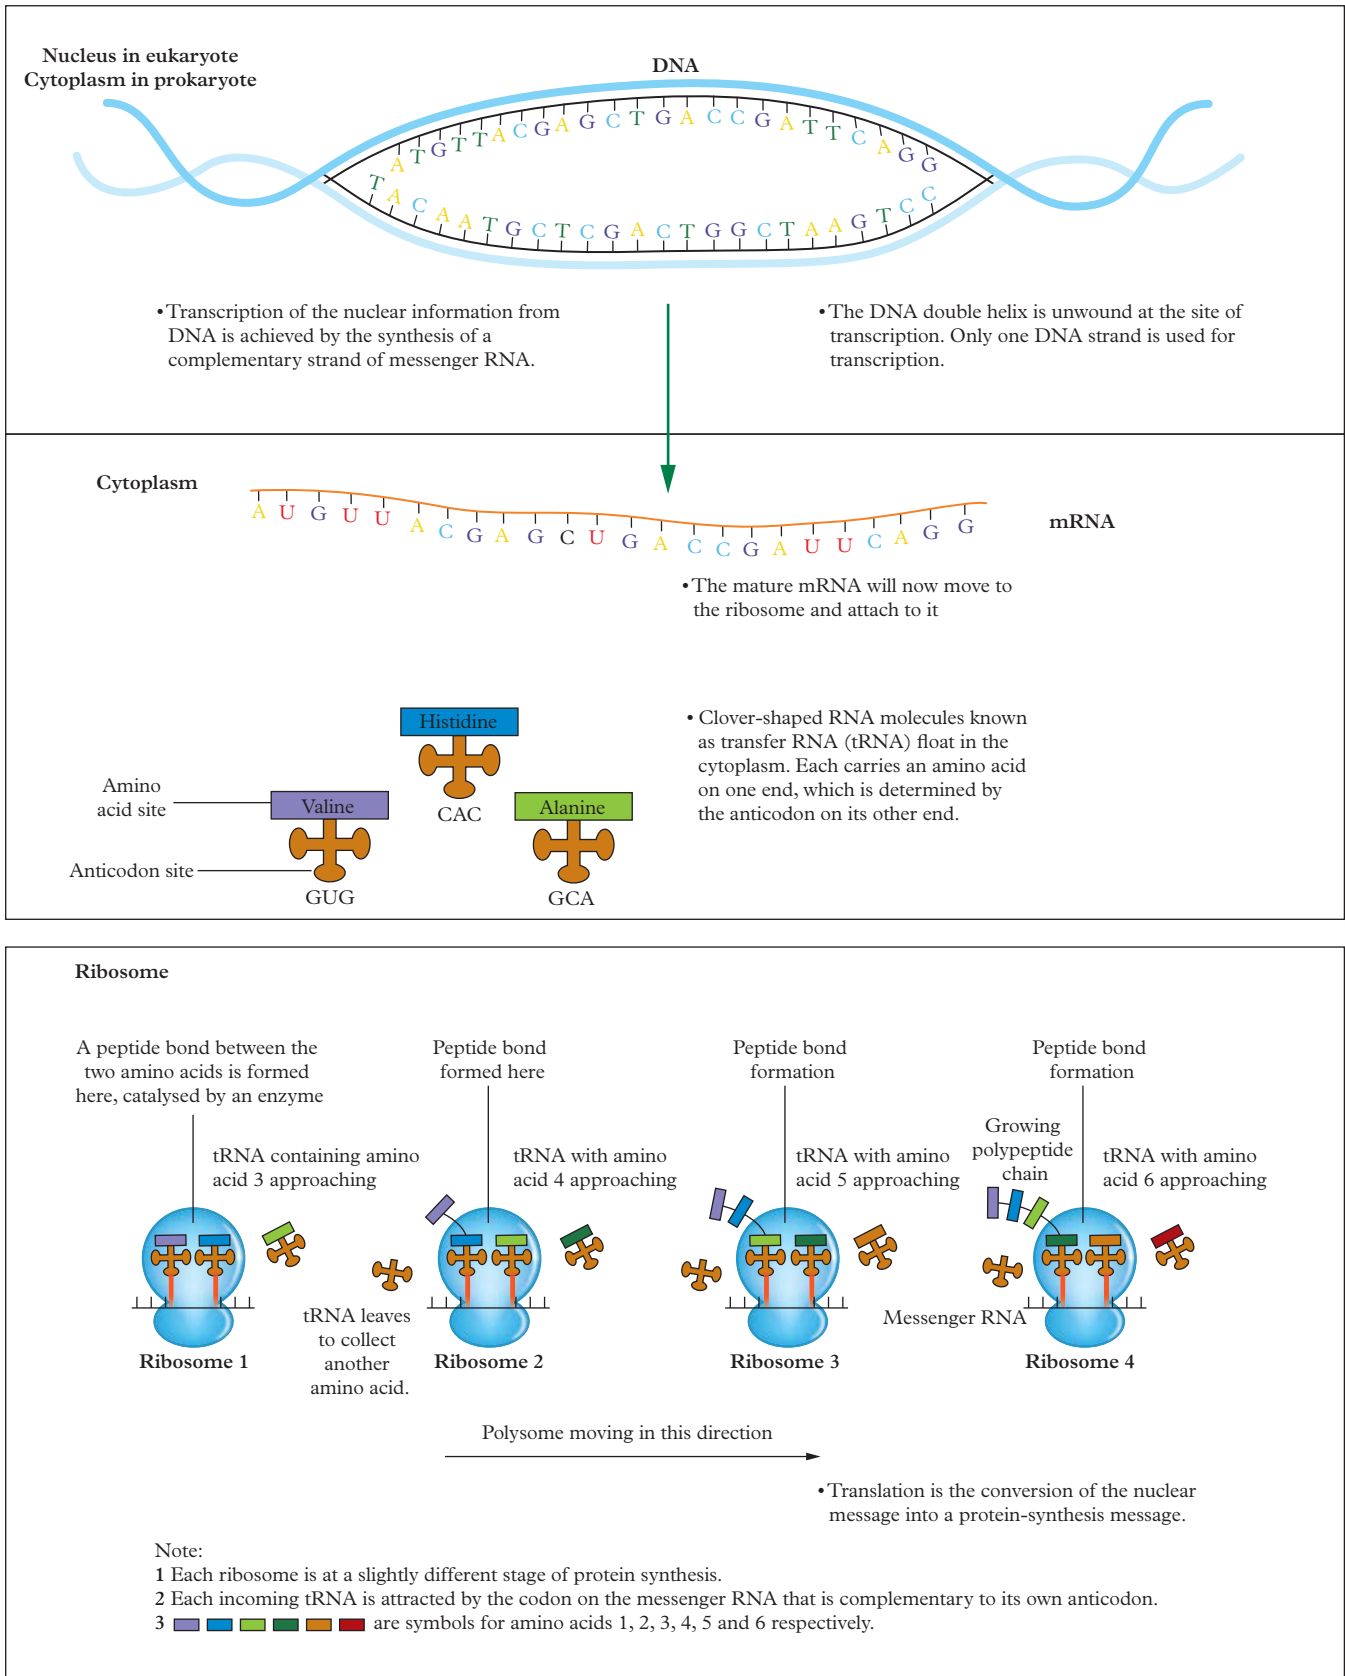 Nucleus in eukaryote
Cytoplasm in prokaryote
DNA
A T G T T A C G A G C T G A C C G A T T C A G G
T A C A A T G C T C G A C T G G C T A A G T C C
• Transcription of the nuclear information from
DNA is achieved by the synthesis of a
complementary strand of messenger RNA.
• The DNA double helix is unwound at the site of
transcription. Only one DNA strand is used for
transcription.
Cytoplasm
A U G U U A C G A G C U G A C C G A U U C A G G
mRNA
• The mature mRNA will now move to
the ribosome and attach to it
Histidine
CAC
Amino
acid site
Valine
Anticodon site
GUG
Alanine
GCA
• Clover-shaped RNA molecules known
as transfer RNA (tRNA) float in the
cytoplasm. Each carries an amino acid
on one end, which is determined by
the anticodon on its other end.
Ribosome
A peptide bond between the
two amino acids is formed
here, catalysed by an enzyme
tRNA containing amino
acid 3 approaching
Ribosome 1
tRNA leaves
to collect
another
amino acid.
Peptide bond
formed here
tRNA with amino
acid 4 approaching
Ribosome 2
Peptide bond
formation
tRNA with amino
acid 5 approaching
Ribosome 3
Peptide bond
formation
Growing
polypeptide
chain
tRNA with amino
acid 6 approaching
Messenger RNA
Ribosome 4
Polysome moving in this direction
• Translation is the conversion of the nuclear
message into a protein-synthesis message.
Note:
1 Each ribosome is at a slightly different stage of protein synthesis.
2 Each incoming tRNA is attracted by the codon on the messenger RNA that is complementary to its own anticodon.
3 are symbols for amino acids 1, 2, 3, 4, 5 and 6 respectively.